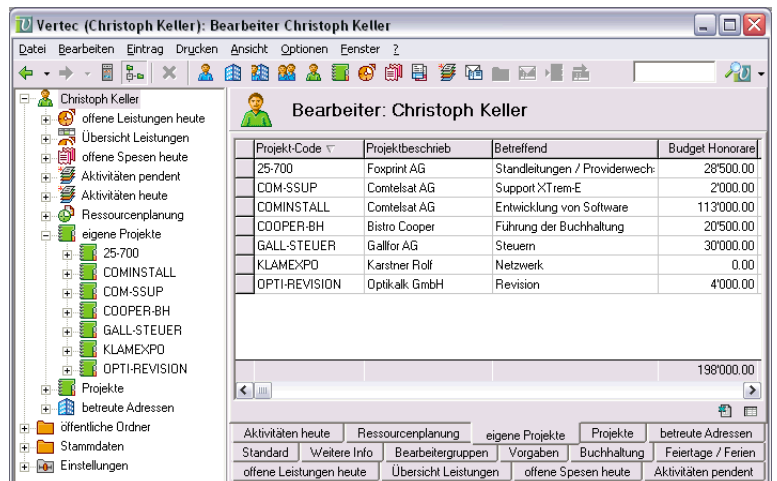 Vertec (Christoph Keller): Bearbeiter Christoph Keller
Datei Bearbeiten Eintrag Drucken Ansicht Optionen Fenster ?
Christoph Keller
offene Leistungen heute
Übersicht Leistungen
offene Spesen heute
Aktivitäten pendent
Aktivitäten heute
Ressourcenplanung
eigene Projekte
25-700
COMINSTALL
COM-SSUP
COOPER-BH
GALL-STEUER
KLAMEXPO
OPTI-REVISION
Projekte
betreute Adressen
öffentliche Ordner
Stammdaten
Einstellungen
Bearbeiter: Christoph Keller
Projekt-Code Projektbeschrieb Betreffend Budget Honorare
25-700 Foxprint AG Standleitungen / Providerwech: 28'500.00
COM-SSUP Comtelsat AG Support XTrem-E 2'000.00
COMINSTALL Comtelsat AG Entwicklung von Software 113'000.00
COOPER-BH Bistro Cooper Führung der Buchhaltung 20'500.00
GALL-STEUER Gallfor AG Steuern 30'000.00
KLAMEXPO Karstner Rolf Netzwerk 0.00
OPTI-REVISION Optikalk GmbH Revision 4'000.00
198'000.00
Aktivitäten heute Ressourcenplanung eigene Projekte Projekte betreute Adressen
Standard Weitere Info Bearbeitergruppen Vorgaben Buchhaltung Feiertage / Ferien
offene Leistungen heute Übersicht Leistungen offene Spesen heute Aktivitäten pendent